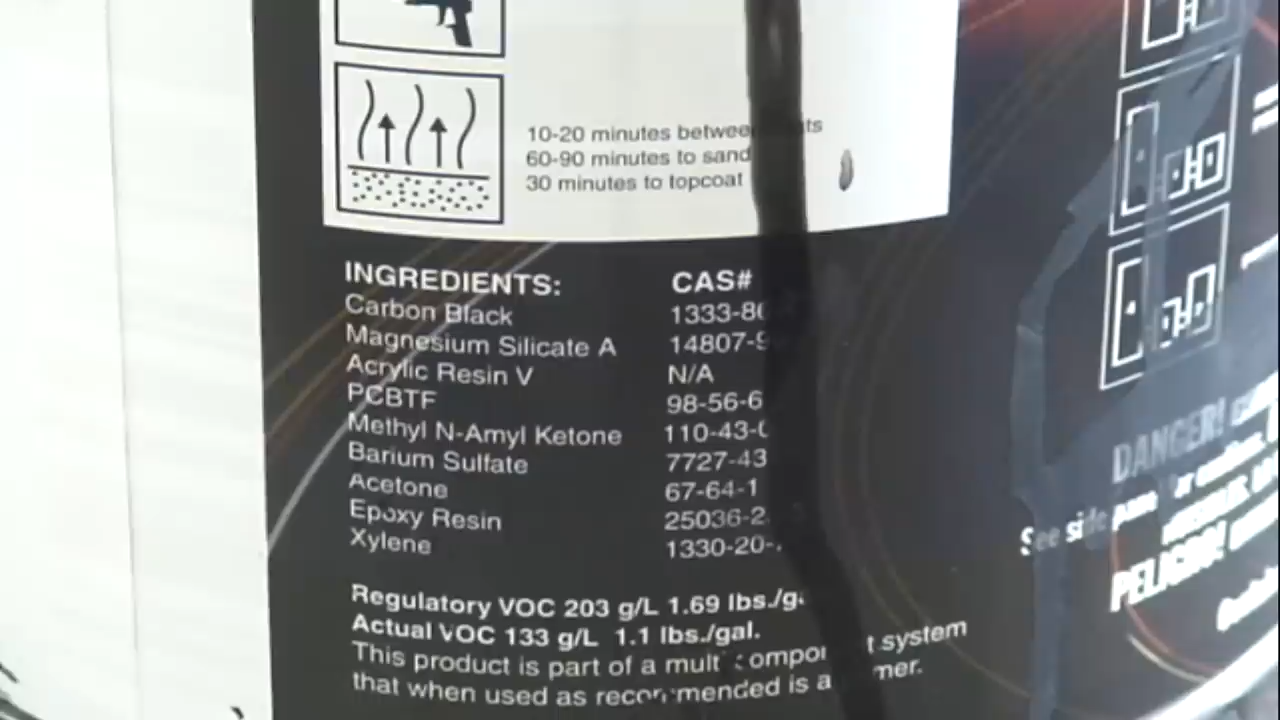 10-20 minutes between
60-90 minutes to sand
30 minutes to topcoat
INGREDIENTS: CAS#
Carbon Black 1333-8
Magnesium Silicate A 14807-9
Acrylic Resin V N/A
PCBTF 98-56-6
Methyl N-Amyl Ketone 110-43-
Barium Sulfate 7727-43
Acetone 67-64-1
Epoxy Resin 25036-2
Xylene 1330-20-
Regulatory VOC 203 g/L 1.69 lbs./g
Actual VOC 133 g/L 1.1 lbs./gal.
This product is part of a system
that when used as recommended is a
DANGER!
See side
PELIGRO!